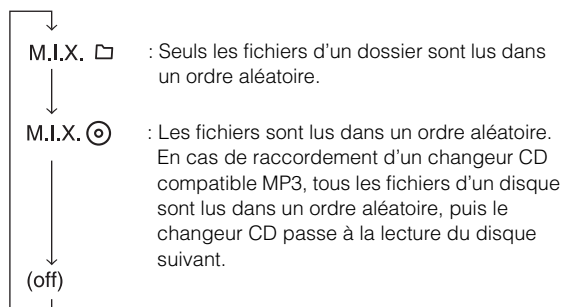 M.I.X. : Seuls les fichiers d'un dossier sont lus dans
un ordre aléatoire.
M.I.X. : Les fichiers sont lus dans un ordre aléatoire.
En cas de raccordement d'un changeur CD
compatible MP3, tous les fichiers d'un disque
sont lus dans un ordre aléatoire, puis le
changeur CD passe à la lecture du disque
suivant.
(off)